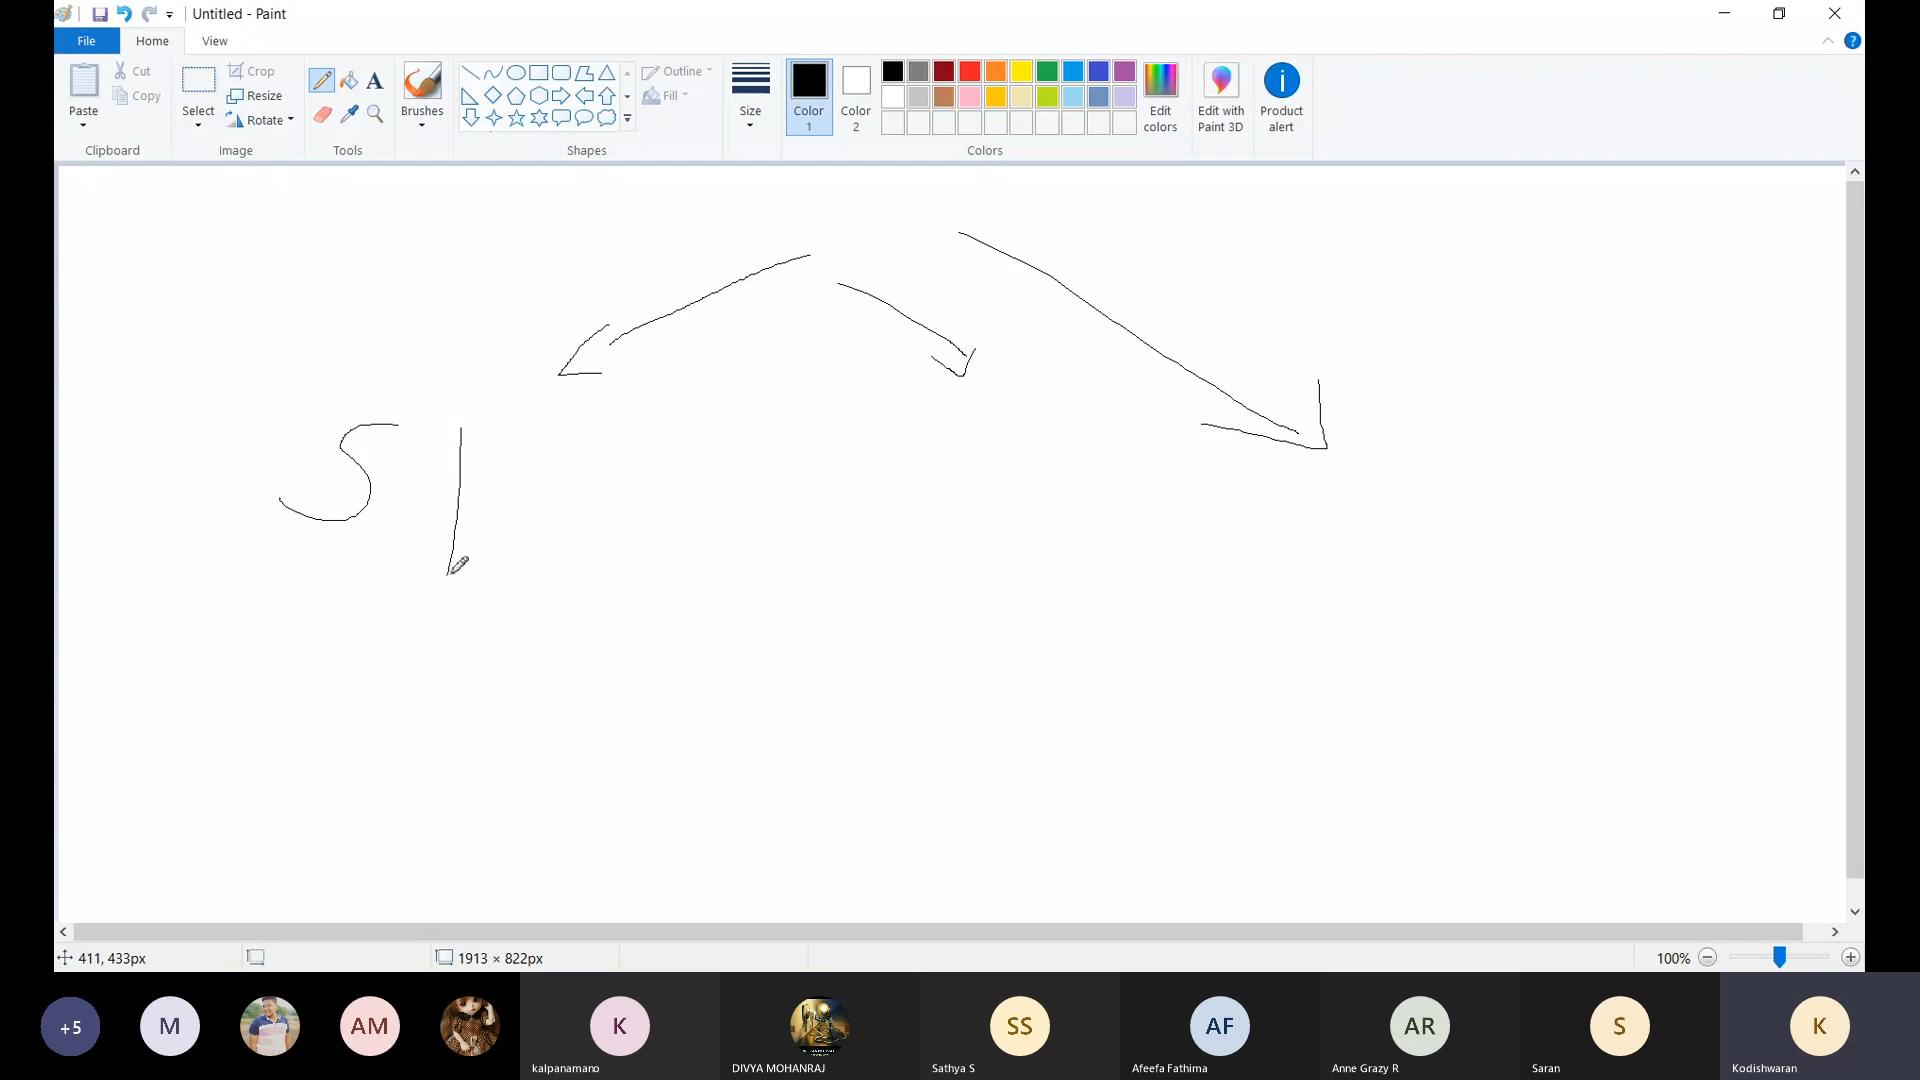 Untitled - Paint
File Home View
Paste
Cut
Copy
Clipboard
Select
Crop
Resize
Rotate
Image
Tools
Brushes
Shapes
Outline
Fill
Size
Color 1
Color 2
Edit colors
Colors
Edit with Paint 3D
Product alert
S
411, 433px
1913 × 822px
100%
+5 M AM K SS AF AR S K
kalpanamano DIVYA MOHANRAJ Sathya S Afeefa Fathima Anne Grazy R Saran Kodishwaran